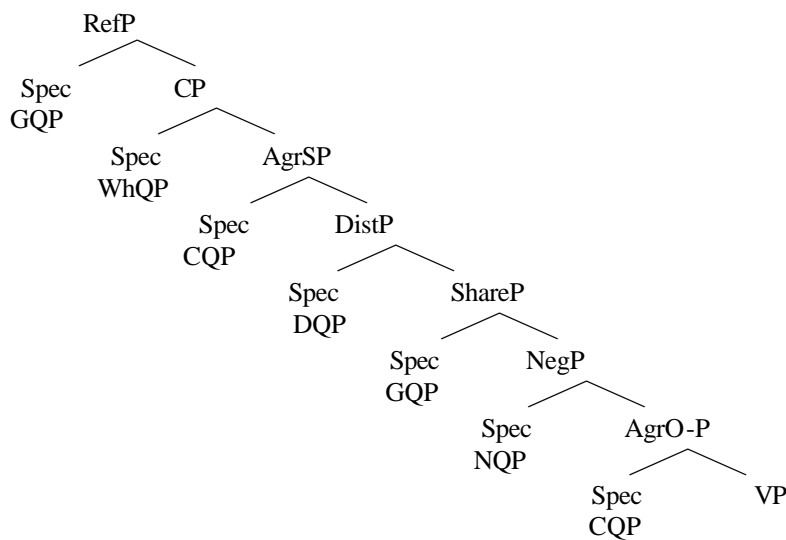 RefP
Spec CP
GQP
Spec AgrSP
WhQP
Spec DistP
CQP
Spec ShareP
DQP
Spec NegP
GQP
Spec AgrO-P
NQP
Spec VP
CQP